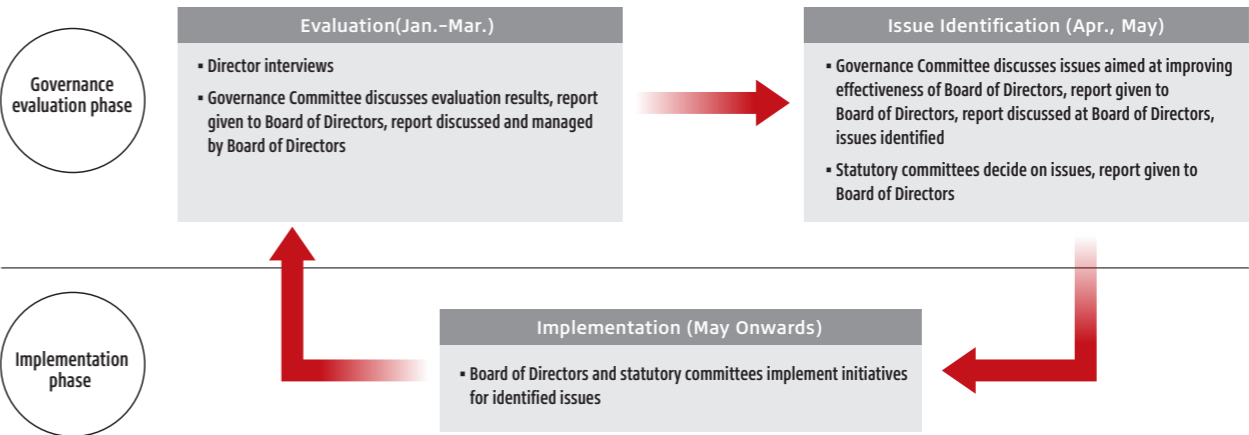 Governance
evaluation phase
Evaluation(Jan.–Mar.)
▪ Director interviews
▪ Governance Committee discusses evaluation results, report
given to Board of Directors, report discussed and managed
by Board of Directors
Issue Identification (Apr., May)
▪ Governance Committee discusses issues aimed at improving
effectiveness of Board of Directors, report given to
Board of Directors, report discussed at Board of Directors,
issues identified
▪ Statutory committees decide on issues, report given to
Board of Directors
Implementation
phase
Implementation (May Onwards)
▪ Board of Directors and statutory committees implement initiatives
for identified issues